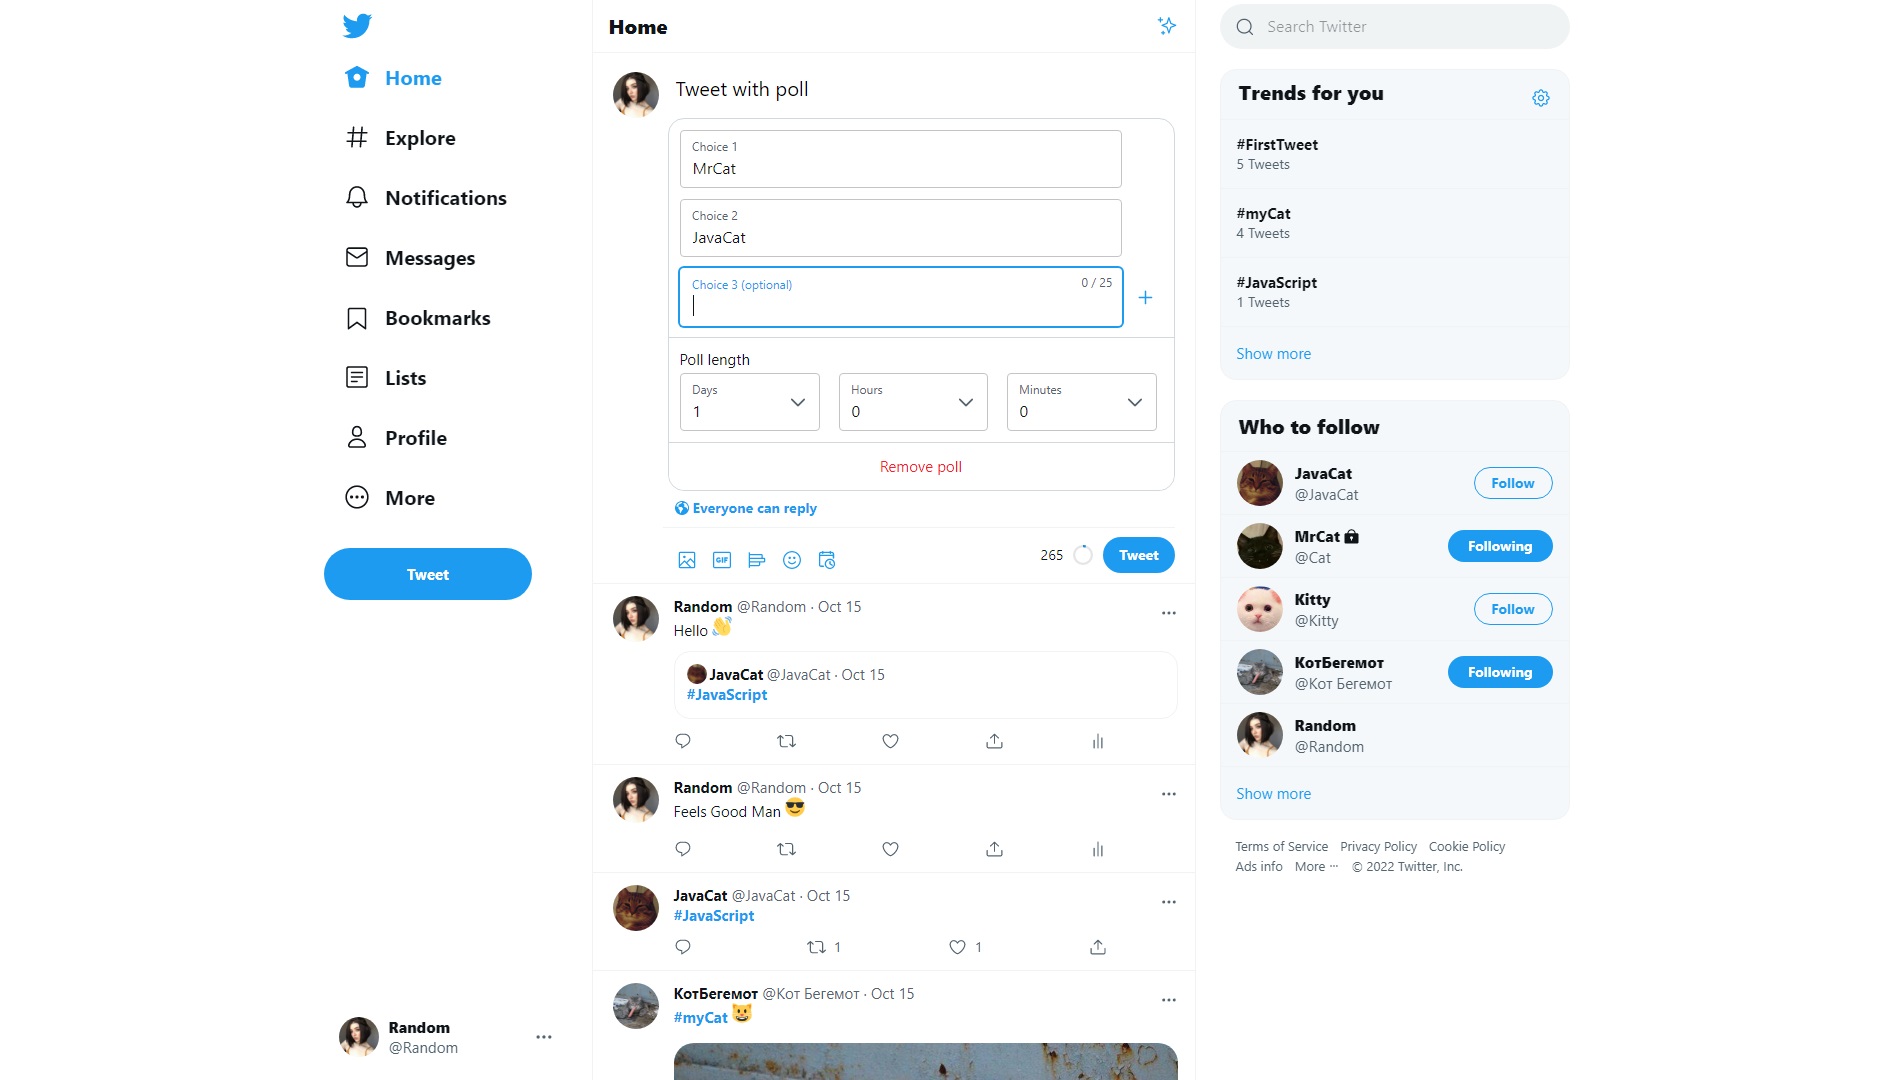 Home
Explore
Notifications
Messages
Bookmarks
Lists
Profile
More
Tweet
Random
@Random
Home
Tweet with poll
Choice 1
MrCat
Choice 2
JavaCat
Choice 3 (optional)
0 / 25
Poll length
Days
1
Hours
0
Minutes
0
Remove poll
Everyone can reply
GIF
265
Tweet
Random @Random · Oct 15
Hello
JavaCat @JavaCat · Oct 15
#JavaScript
Random @Random · Oct 15
Feels Good Man
JavaCat @JavaCat · Oct 15
#JavaScript
1
1
КотБегемот @Кот Бегемот · Oct 15
#myCat
Search Twitter
Trends for you
#FirstTweet
5 Tweets
#myCat
4 Tweets
#JavaScript
1 Tweets
Show more
Who to follow
JavaCat
@JavaCat
Follow
MrCat
@Cat
Following
Kitty
@Kitty
Follow
КотБегемот
@Кот Бегемот
Following
Random
@Random
Show more
Terms of Service Privacy Policy Cookie Policy
Ads info More ··· © 2022 Twitter, Inc.